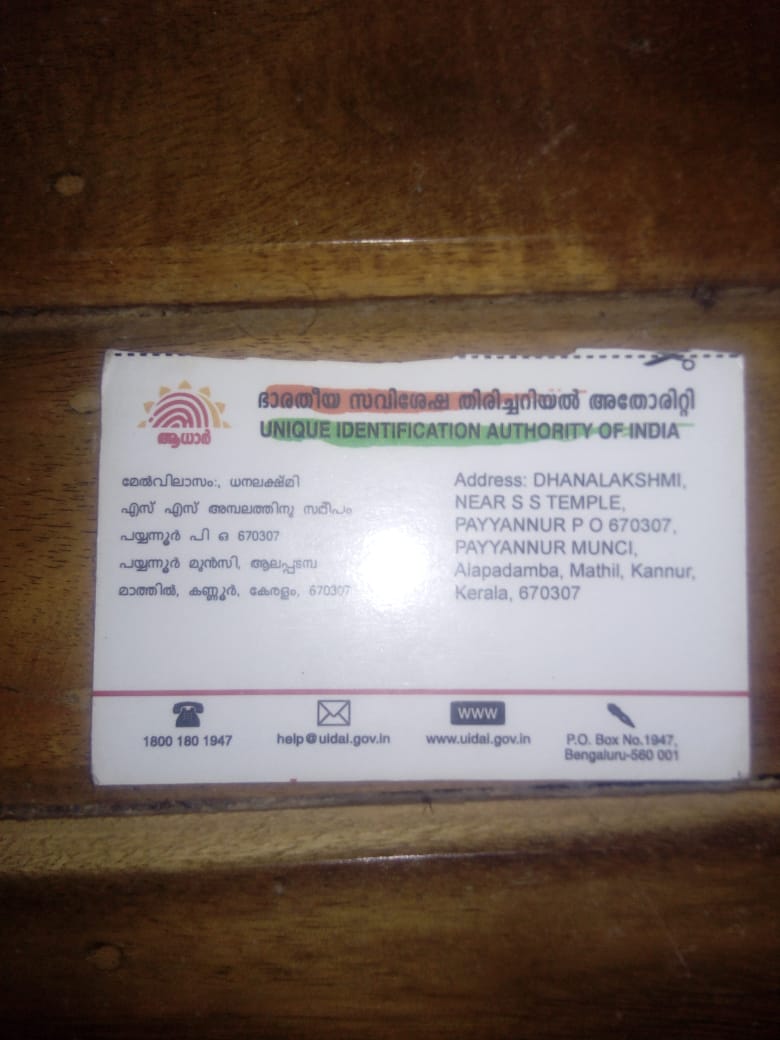 ഭാരതീയ സവിശേഷ തിരിച്ചറിയൽ അതോരിറ്റി
UNIQUE IDENTIFICATION AUTHORITY OF INDIA
ആധാർ
മേൽവിലാസം:, ധനലക്ഷ്മി
എസ് എസ് അമ്പലത്തിനു സമീപം
പയ്യന്നൂർ പി ഒ 670307
പയ്യന്നൂർ മുൻസി, ആലപ്പടമ്പ
മാത്തിൽ, കണ്ണൂർ, കേരളം, 670307
Address: DHANALAKSHMI,
NEAR S S TEMPLE,
PAYYANNUR P O 670307,
PAYYANNUR MUNCI,
Alapadamba, Mathil, Kannur,
Kerala, 670307
1800 180 1947
help@uidai.gov.in
WWW
www.uidai.gov.in
P.O. Box No.1947,
Bengaluru-560 001